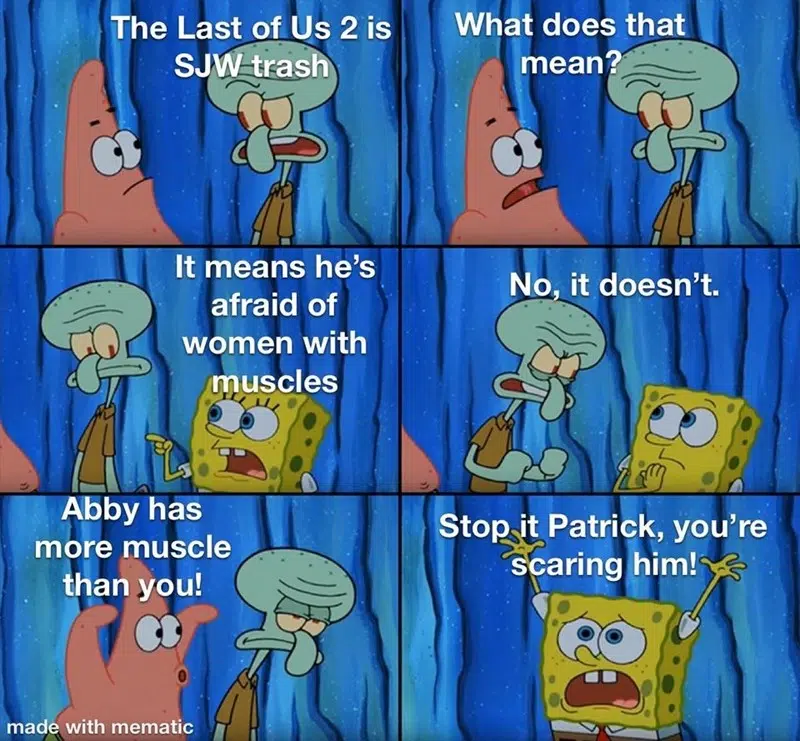 The Last of Us 2 is
SJW trash
What does that
mean?
It means he's
afraid of
women with
muscles
No, it doesn't.
Abby has
more muscle
than you!
Stop it Patrick, you're
scaring him!
made with mematic